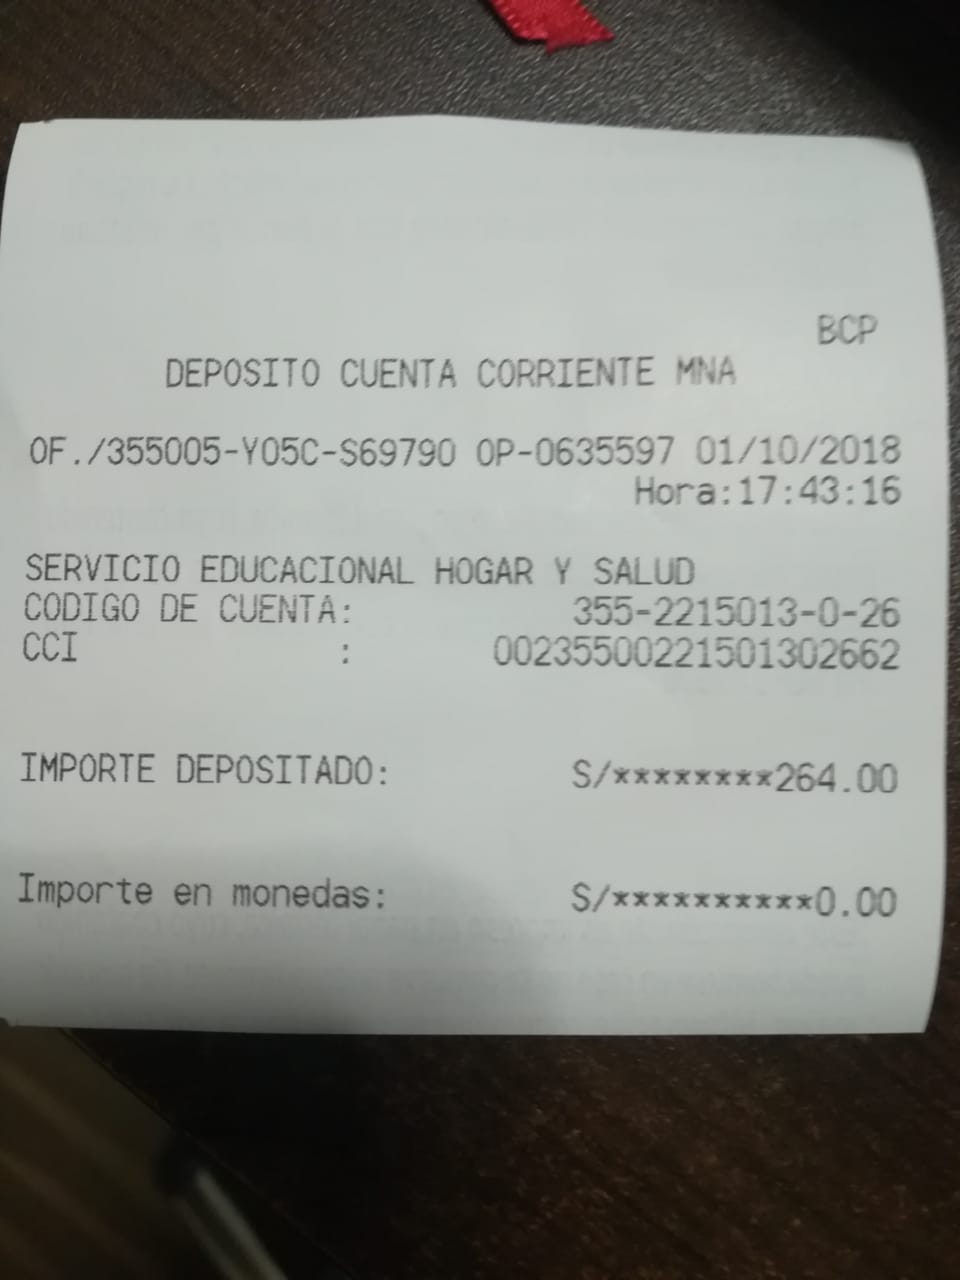 BCP
DEPOSITO CUENTA CORRIENTE MNA
OF./355005-Y05C-S69790 OP-0635597 01/10/2018
Hora:17:43:16
SERVICIO EDUCACIONAL HOGAR Y SALUD
CODIGO DE CUENTA: 355-2215013-0-26
CCI : 00235500221501302662
IMPORTE DEPOSITADO: S/********264.00
Importe en monedas: S/**********0.00